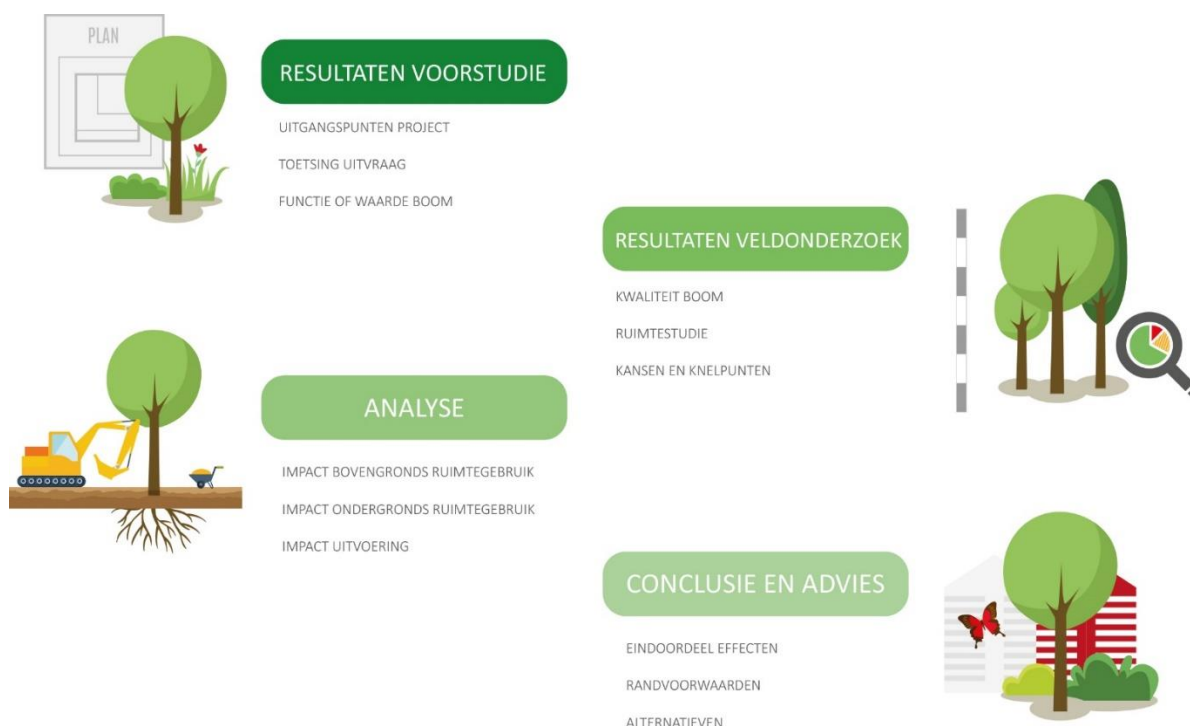 PLAN
RESULTATEN VOORSTUDIE
UITGANGSPUNTEN PROJECT
TOETSING UITVRAAG
FUNCTIE OF WAARDE BOOM
RESULTATEN VELDONDERZOEK
KWALITEIT BOOM
RUIMTESTUDIE
KANSEN EN KNELPUNTEN
ANALYSE
IMPACT BOVENGRONDS RUIMTEGEBRUIK
IMPACT ONDERGRONDS RUIMTEGEBRUIK
IMPACT UITVOERING
CONCLUSIE EN ADVIES
EINDOORDEEL EFFECTEN
RANDVOORWAARDEN
ALTERNATIEVEN